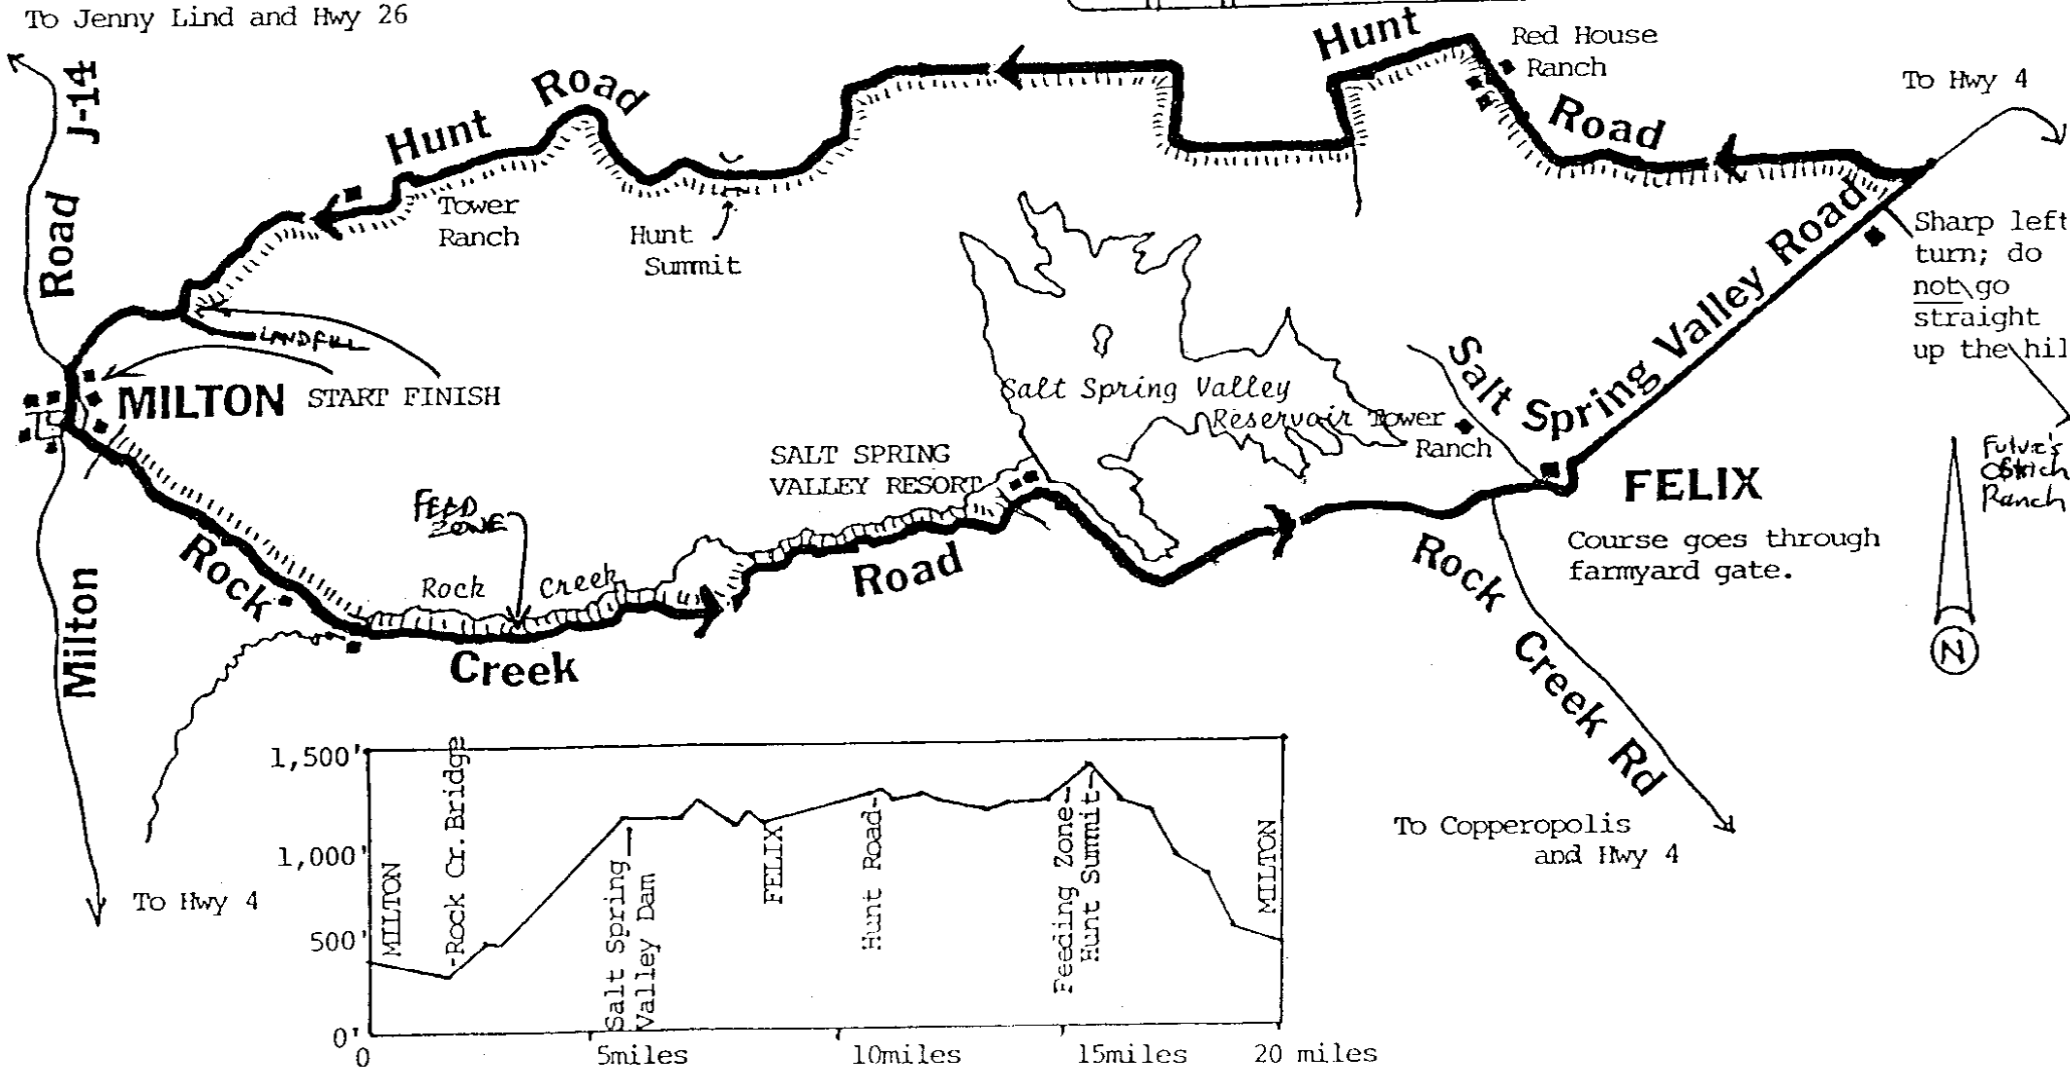 To Jenny Lind and Hwy 26
Hunt
Road
Red House
Ranch
To Hwy 4
Road J-14
Hunt
Road
Road
Tower
Ranch
Hunt
Summit
Sharp left
turn; do
not go
straight
up the hil
LANDFILL
MILTON
START FINISH
Salt Spring Valley
Reservoir
Tower
Ranch
Salt Spring Valley Road
SALT SPRING
VALLEY RESORT
FELIX
Course goes through
farmyard gate.
Ranch
N
FEED
ZONE
Rock Creek
Rock
Creek
Road
Milton
Rock Creek Rd
To Copperopolis
and Hwy 4
To Hwy 4
1,500'
1,000'
500'
0'
MILTON
Rock Cr. Bridge
Salt Spring
Valley Dam
FELIX
Hunt Road
Feeding Zone
Hunt Summit
MILTON
0
5miles
10miles
15miles
20 miles